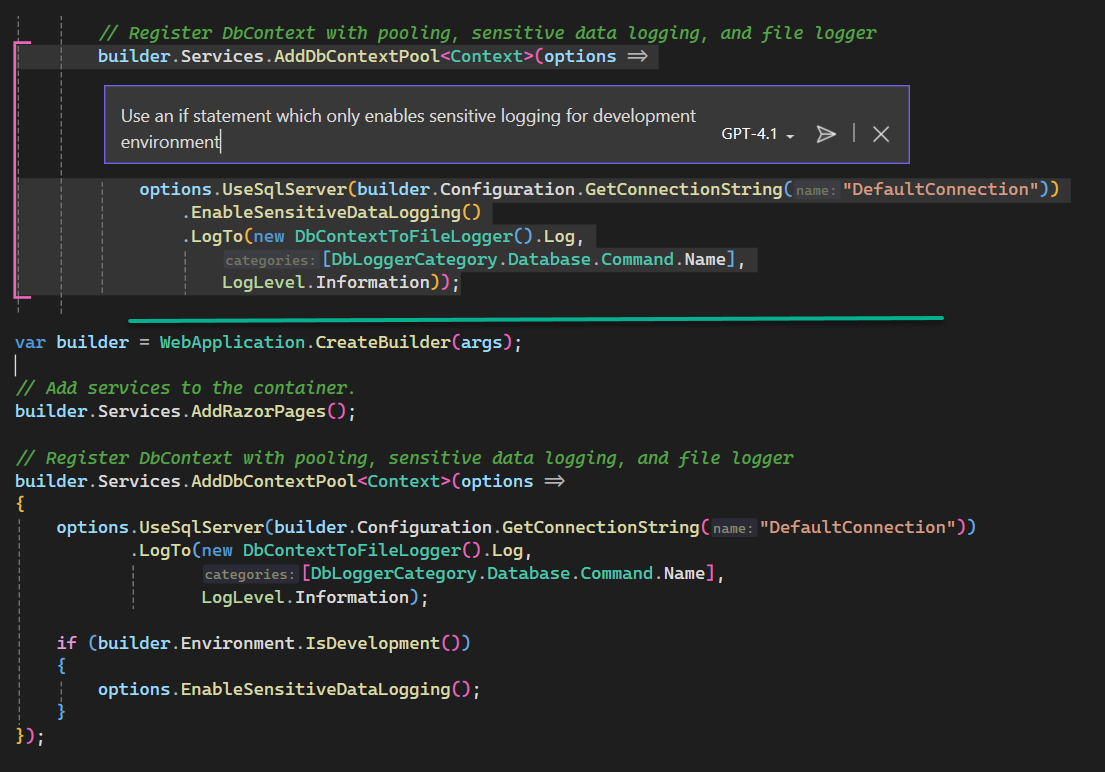 // Register DbContext with pooling, sensitive data logging, and file logger
builder.Services.AddDbContextPool<Context>(options =>
Use an if statement which only enables sensitive logging for development
environment
GPT-4.1
options.UseSqlServer(builder.Configuration.GetConnectionString(name: "DefaultConnection"))
.EnableSensitiveDataLogging()
.LogTo(new DbContextToFileLogger().Log,
categories: [DbLoggerCategory.Database.Command.Name],
LogLevel.Information));
var builder = WebApplication.CreateBuilder(args);
// Add services to the container.
builder.Services.AddRazorPages();
// Register DbContext with pooling, sensitive data logging, and file logger
builder.Services.AddDbContextPool<Context>(options =>
{
options.UseSqlServer(builder.Configuration.GetConnectionString(name: "DefaultConnection"))
.LogTo(new DbContextToFileLogger().Log,
categories: [DbLoggerCategory.Database.Command.Name],
LogLevel.Information);
if (builder.Environment.IsDevelopment())
{
options.EnableSensitiveDataLogging();
}
});